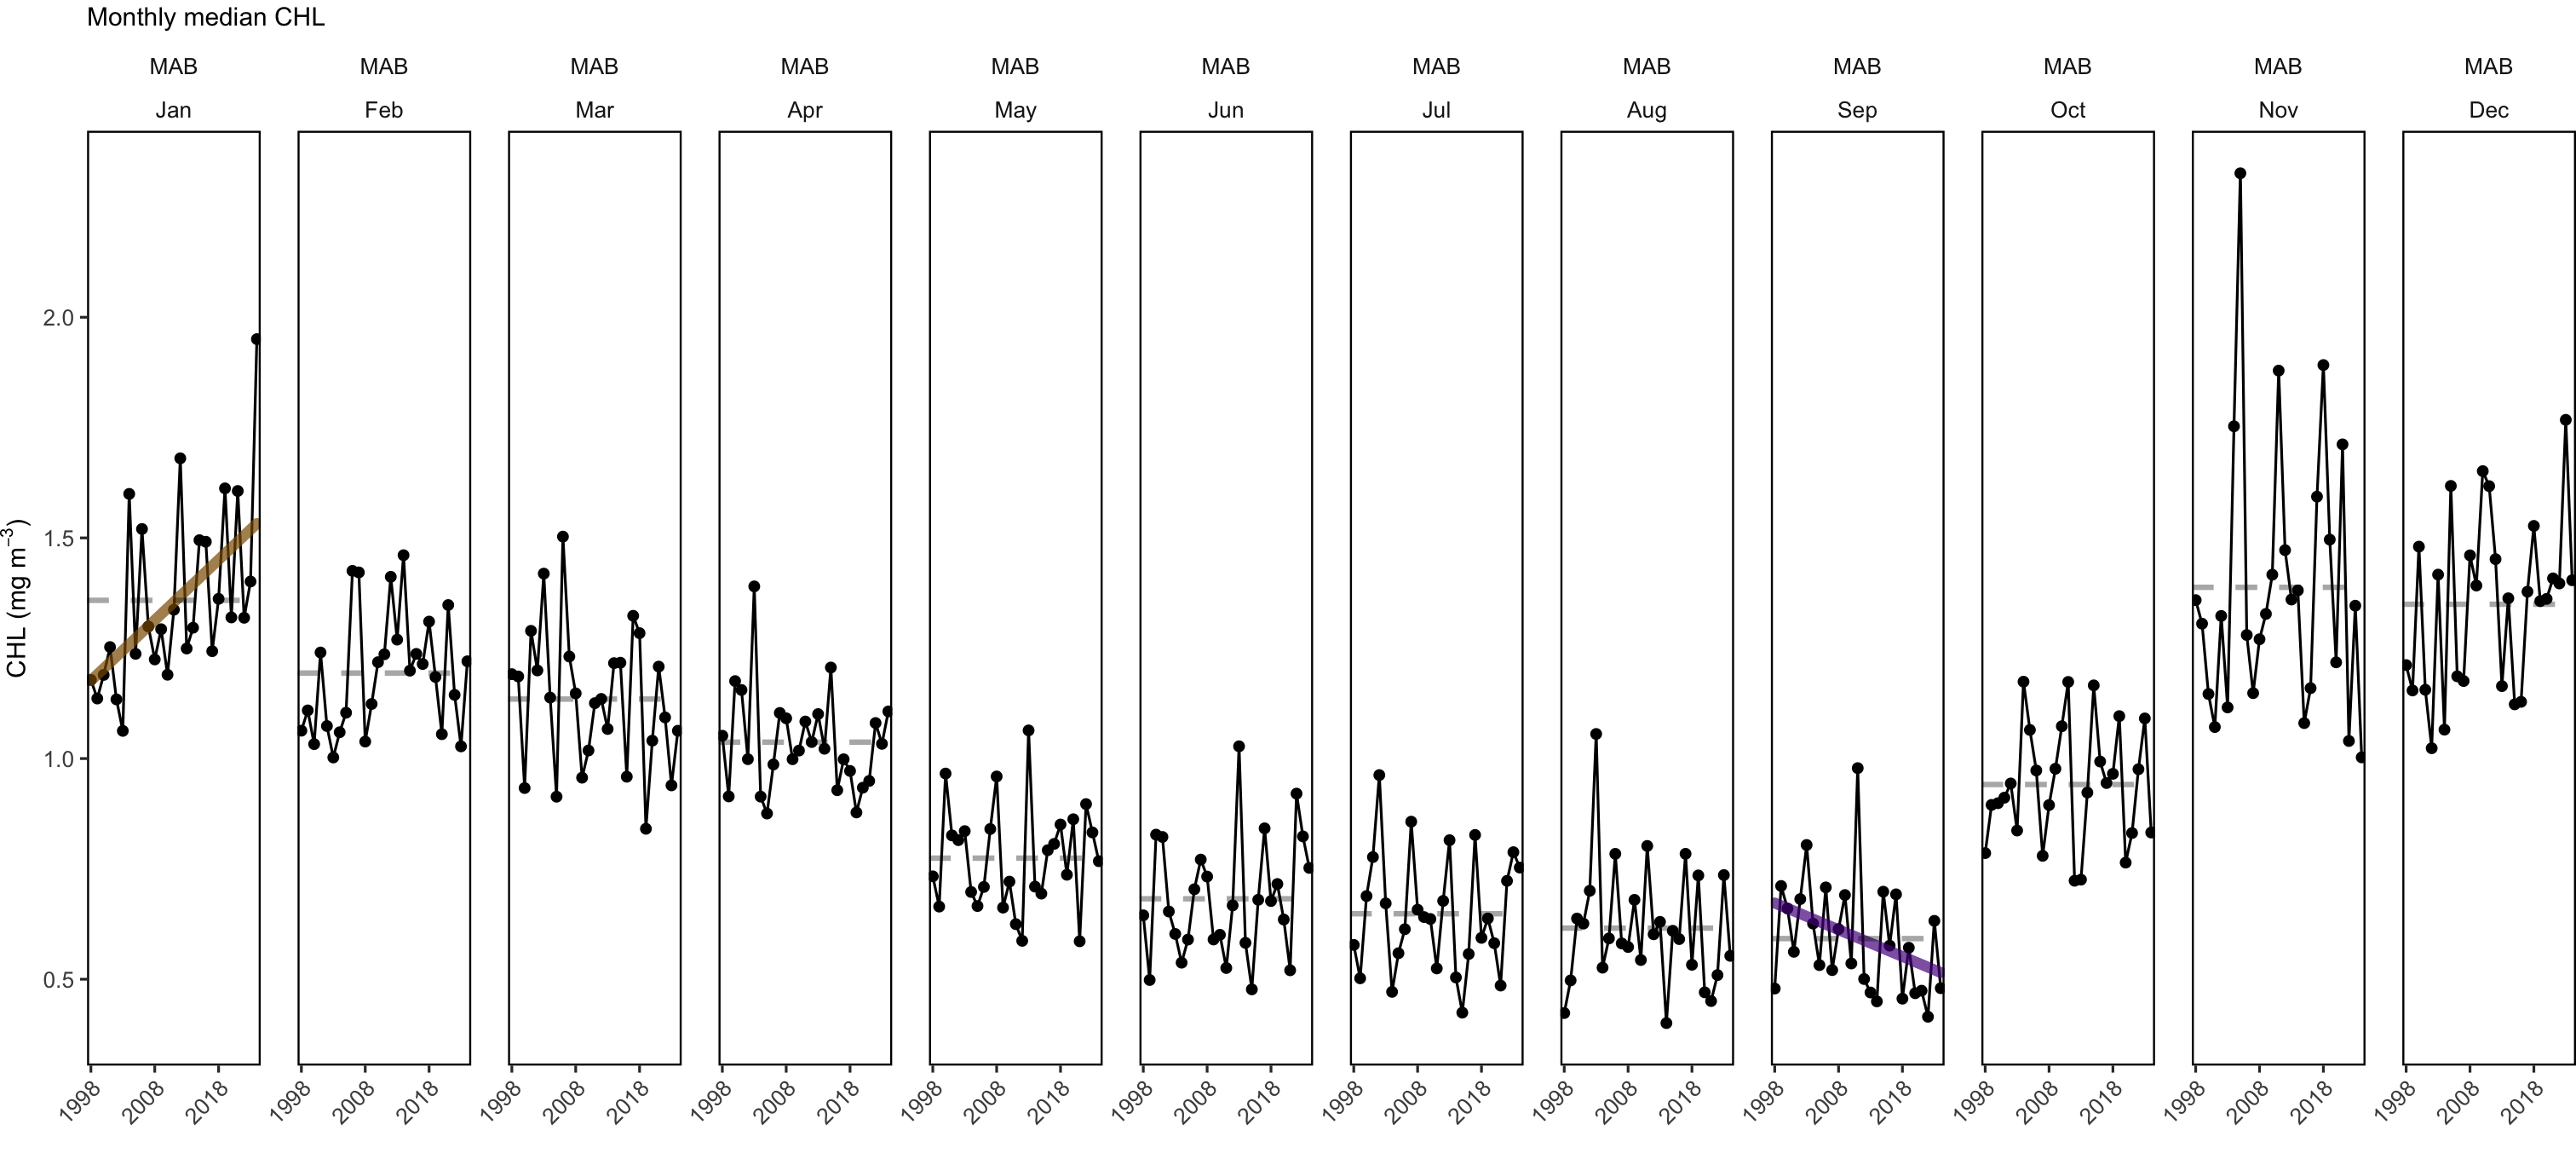 Monthly median CHL
MAB MAB MAB MAB MAB MAB MAB MAB MAB MAB MAB MAB
Jan Feb Mar Apr May Jun Jul Aug Sep Oct Nov Dec
CHL (mg m⁻³)
2.0
1.5
1.0
0.5
1998 2008 2018 1998 2008 2018 1998 2008 2018 1998 2008 2018 1998 2008 2018 1998 2008 2018 1998 2008 2018 1998 2008 2018 1998 2008 2018 1998 2008 2018 1998 2008 2018 1998 2008 2018